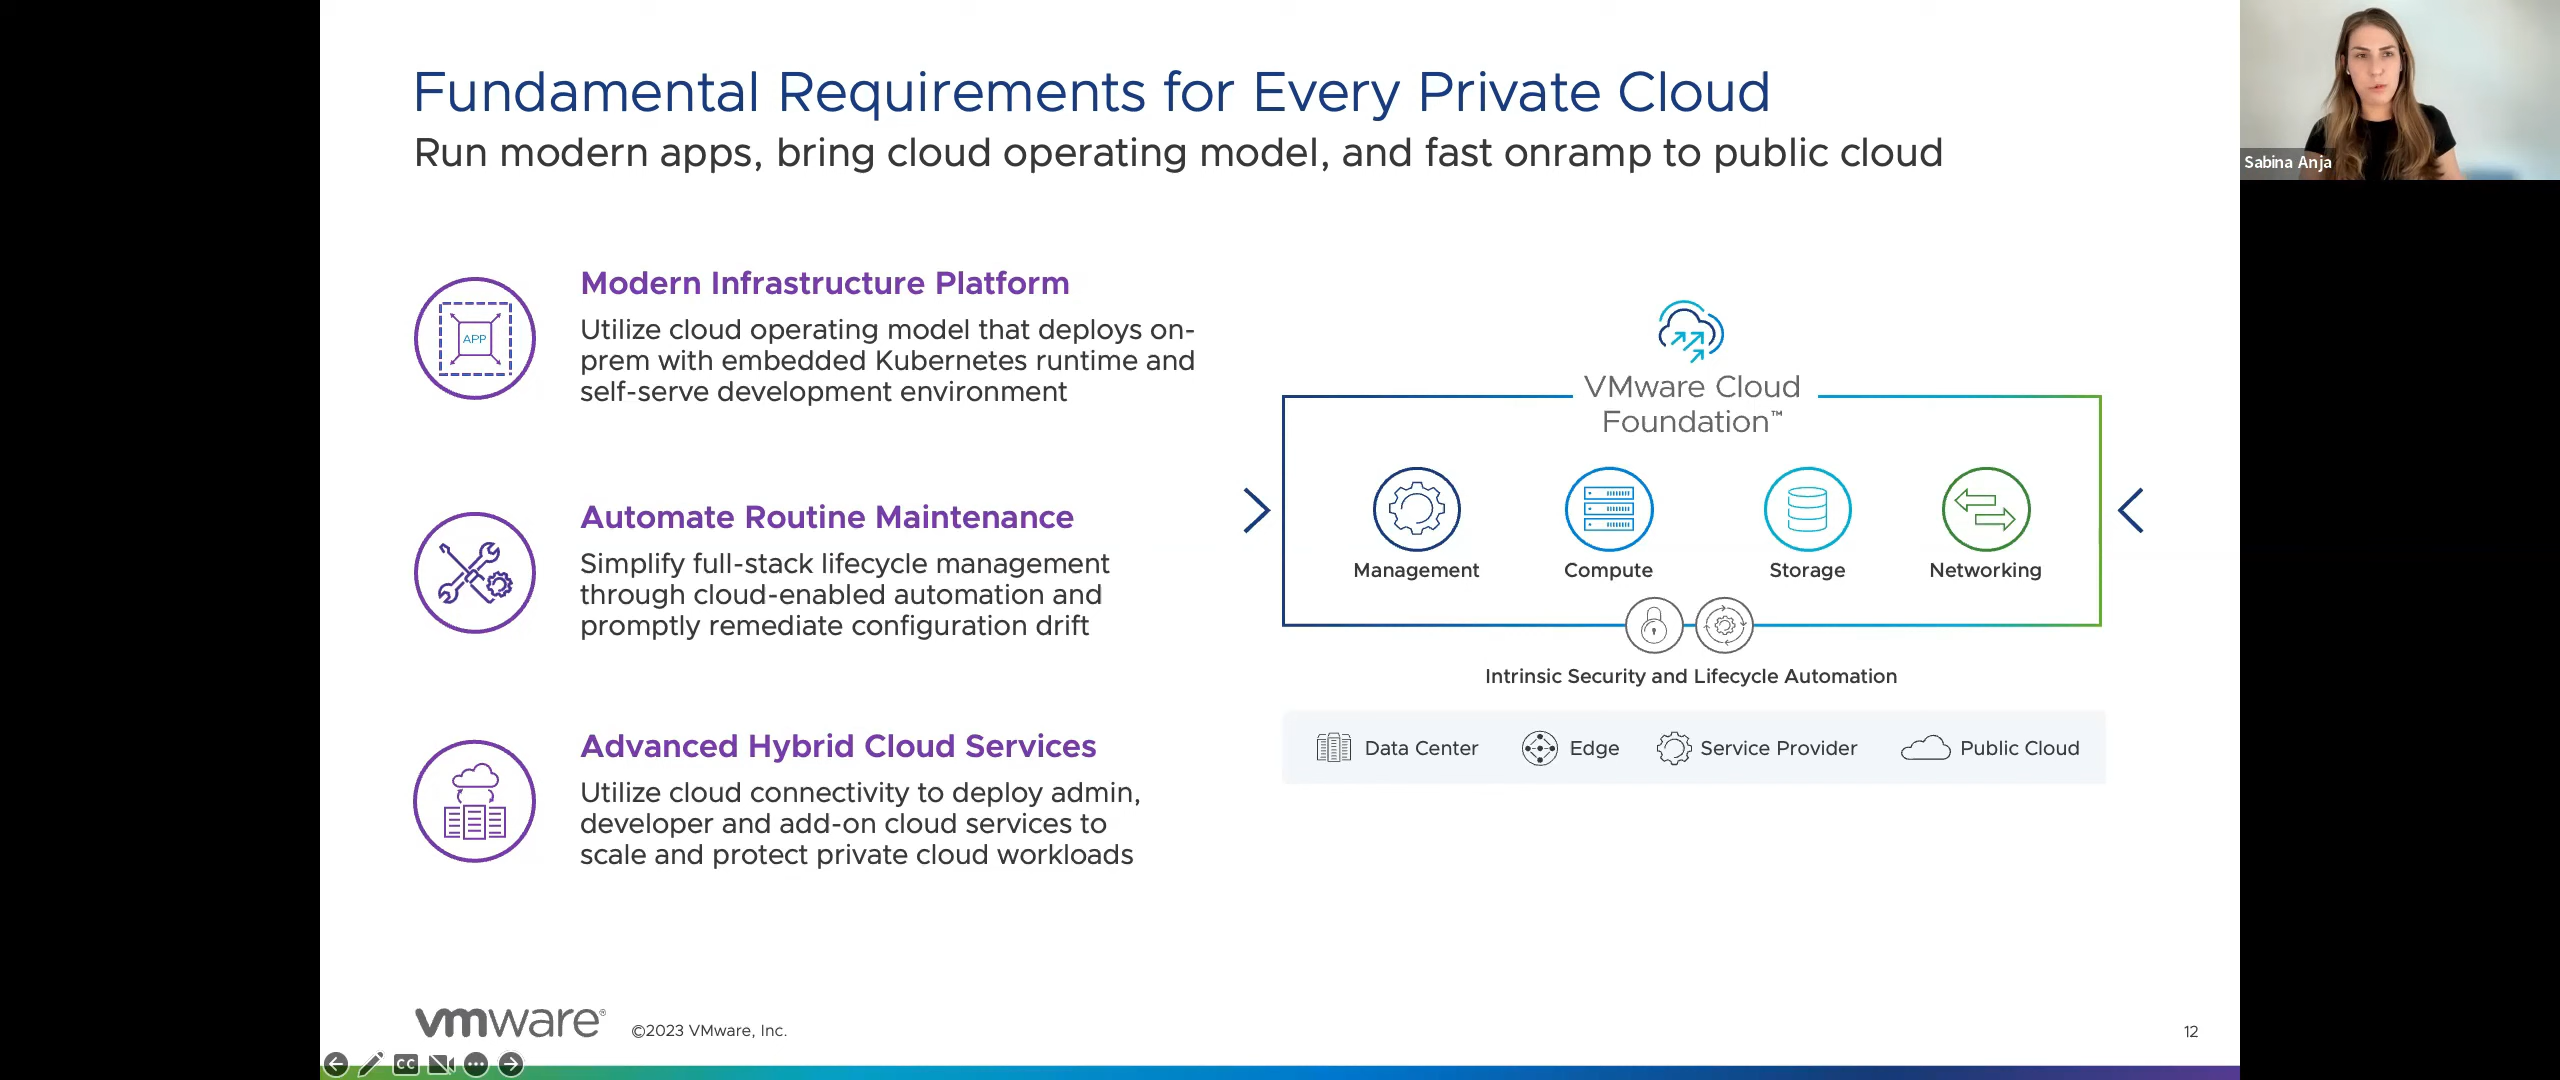 Fundamental Requirements for Every Private Cloud
Run modern apps, bring cloud operating model, and fast onramp to public cloud
Sabina Anja
APP
Modern Infrastructure Platform
Utilize cloud operating model that deploys on-
prem with embedded Kubernetes runtime and
self-serve development environment
Automate Routine Maintenance
Simplify full-stack lifecycle management
through cloud-enabled automation and
promptly remediate configuration drift
Advanced Hybrid Cloud Services
Utilize cloud connectivity to deploy admin,
developer and add-on cloud services to
scale and protect private cloud workloads
VMware Cloud
Foundation™
Management Compute Storage Networking
Intrinsic Security and Lifecycle Automation
Data Center Edge Service Provider Public Cloud
vmware® ©2023 VMware, Inc. 12
CC